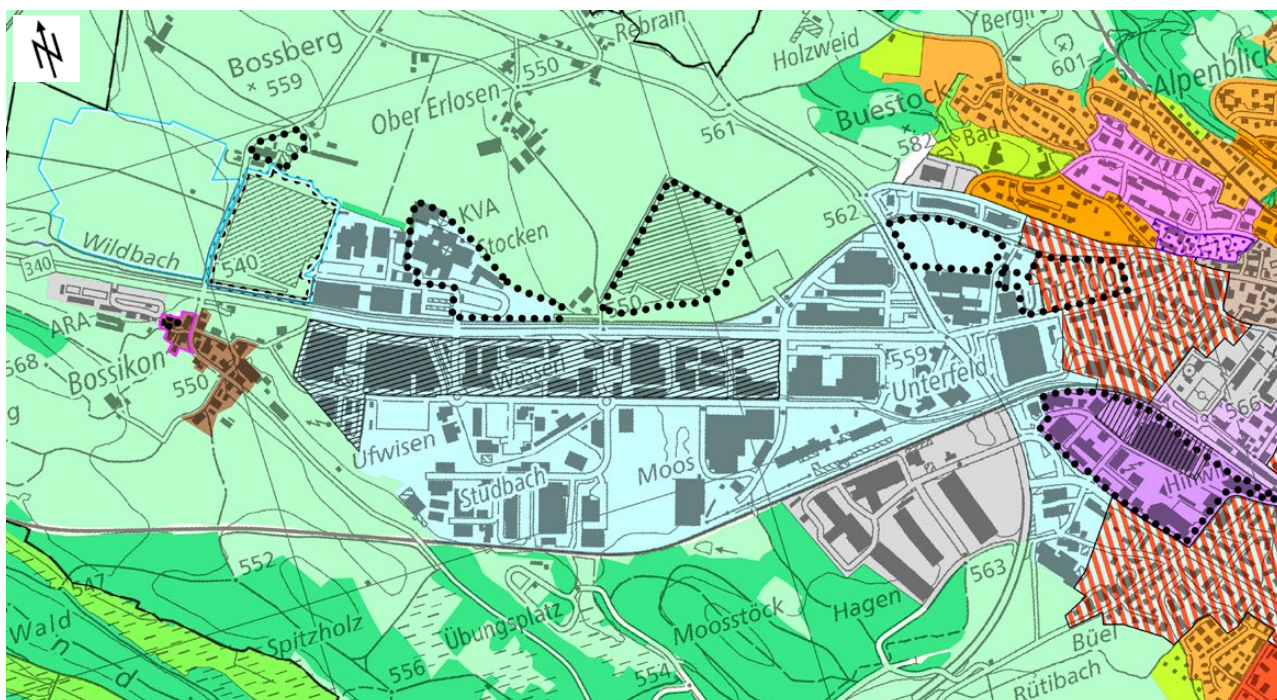 N
Bossberg
559
Ober Erlosen
550
Rebrain
Holzweid
561
Bergli
601
Alpenblick
Buestock
582
Bad
562
KVA
Stocken
Wildbach
340
540
550
ARA
Bossikon
550
568
g
Wässeri
559
Unterfeld
566
Hinwil
Ufwisen
Studbach
Moos
552
547
Wald
n
d
Spitzholz
Übungsplatz
556
554
Moosstöck
Hagen
563
Büel
Rütibach